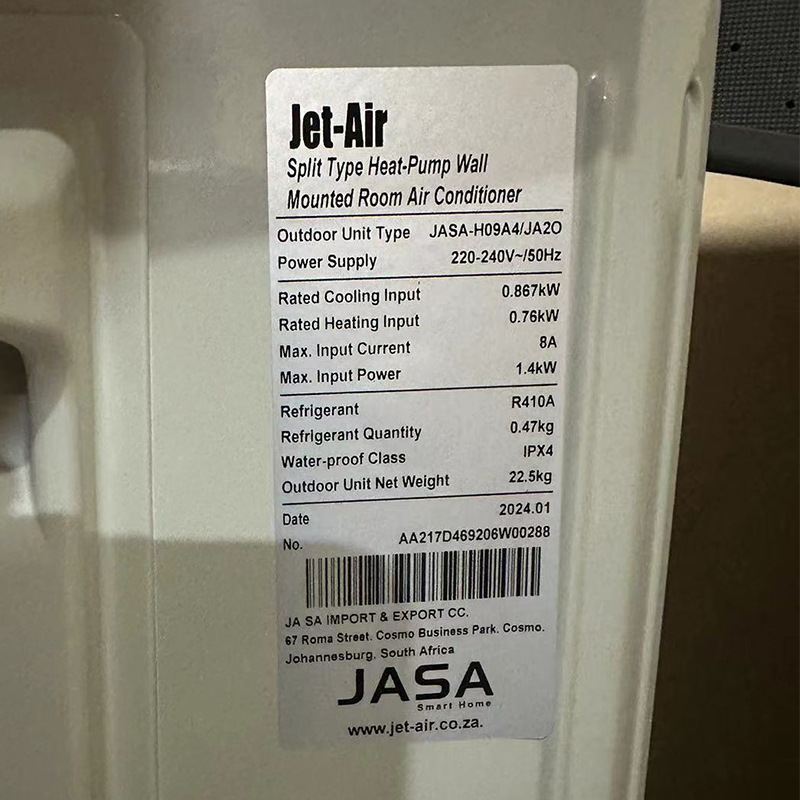 Jet-Air
Split Type Heat-Pump Wall
Mounted Room Air Conditioner
Outdoor Unit Type JASA-H09A4/JA2O
Power Supply 220-240V~/50Hz
Rated Cooling Input 0.867kW
Rated Heating Input 0.76kW
Max. Input Current 8A
Max. Input Power 1.4kW
Refrigerant R410A
Refrigerant Quantity 0.47kg
Water-proof Class IPX4
Outdoor Unit Net Weight 22.5kg
Date 2024.01
No. AA217D469206W00288
JA SA IMPORT & EXPORT CC.
67 Roma Street. Cosmo Business Park. Cosmo.
Johannesburg. South Africa
JASA
Smart Home
www.jet-air.co.za.